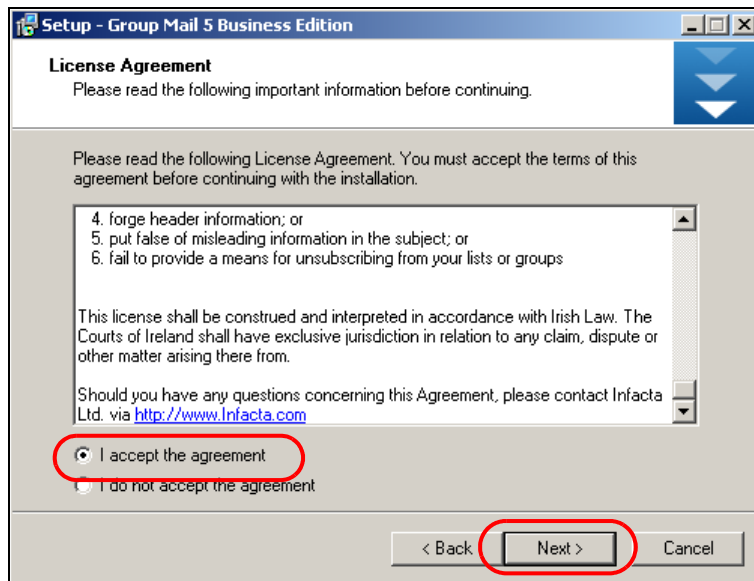 Setup - Group Mail 5 Business Edition
License Agreement
Please read the following important information before continuing.
Please read the following License Agreement. You must accept the terms of this
agreement before continuing with the installation.
4. forge header information; or
5. put false of misleading information in the subject; or
6. fail to provide a means for unsubscribing from your lists or groups
This license shall be construed and interpreted in accordance with Irish Law. The
Courts of Ireland shall have exclusive jurisdiction in relation to any claim, dispute or
other matter arising there from.
Should you have any questions concerning this Agreement, please contact Infacta
Ltd. via http://www.Infacta.com
I accept the agreement
I do not accept the agreement
< Back Next > Cancel